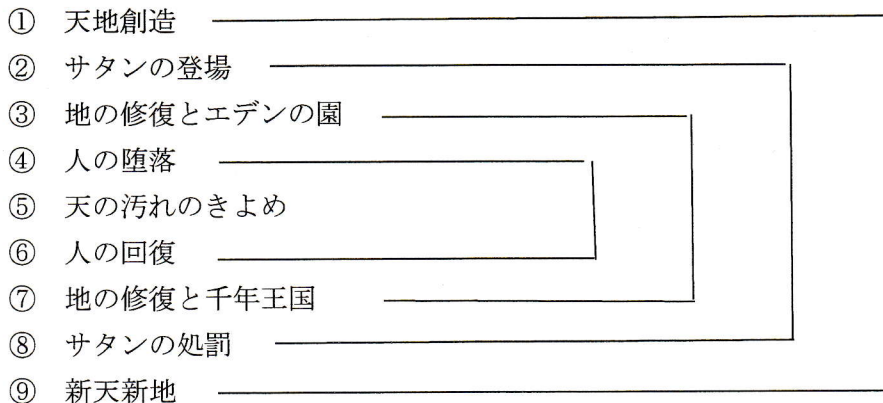 ① 天地創造
② サタンの登場
③ 地の修復とエデンの園
④ 人の堕落
⑤ 天の汚れのきよめ
⑥ 人の回復
⑦ 地の修復と千年王国
⑧ サタンの処罰
⑨ 新天新地